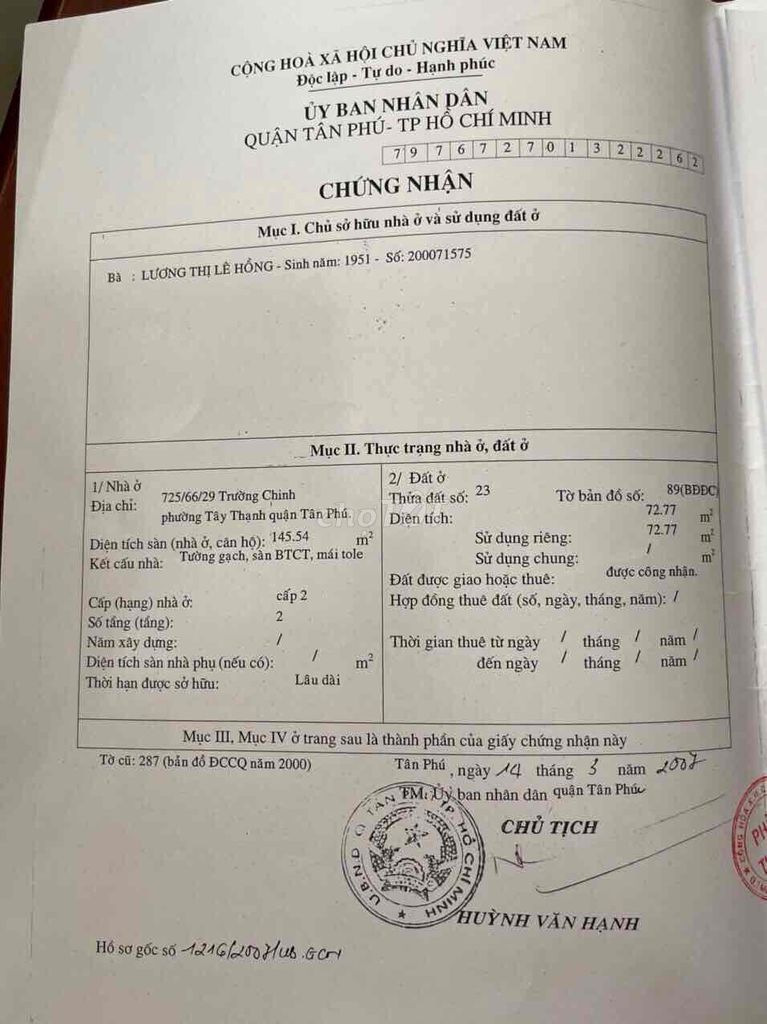 CỘNG HOÀ XÃ HỘI CHỦ NGHĨA VIỆT NAM
Độc lập - Tự do - Hạnh phúc
ỦY BAN NHÂN DÂN
QUẬN TÂN PHÚ- TP HỒ CHÍ MINH
7 9 7 6 7 2 7 0 1 3 2 2 2 6 2
CHỨNG NHẬN
Mục I. Chủ sở hữu nhà ở và sử dụng đất ở
Bà : LƯƠNG THỊ LÊ HỒNG - Sinh năm: 1951 - Số: 200071575
Mục II. Thực trạng nhà ở, đất ở
1/ Nhà ở
Địa chỉ: 725/66/29 Trường Chinh
phường Tây Thạnh quận Tân Phú.
Diện tích sàn (nhà ở, căn hộ): 145.54 m²
Kết cấu nhà: Tường gạch, sàn BTCT, mái tole
Cấp (hạng) nhà ở: cấp 2
Số tầng (tầng): 2
Năm xây dựng: /
Diện tích sàn nhà phụ (nếu có): / m²
Thời hạn được sở hữu: Lâu dài
2/ Đất ở
Thửa đất số: 23 Tờ bản đồ số: 89(BĐĐC)
Diện tích: 72.77 m²
Sử dụng riêng: 72.77 m²
Sử dụng chung: / m²
Đất được giao hoặc thuê: được công nhận.
Hợp đồng thuê đất (số, ngày, tháng, năm): /
Thời gian thuê từ ngày / tháng / năm /
đến ngày / tháng / năm /
Mục III, Mục IV ở trang sau là thành phần của giấy chứng nhận này
Tờ cũ: 287 (bản đồ ĐCCQ năm 2000)
Tân Phú , ngày 14 tháng 3 năm 2007
TM. Ủy ban nhân dân quận Tân Phú
CHỦ TỊCH
U.B.N.D Q TÂN PHÚ TP. HỒ CHÍ MINH
HUỲNH VĂN HẠNH
Hồ sơ gốc số 1216/2007/UB.GCN